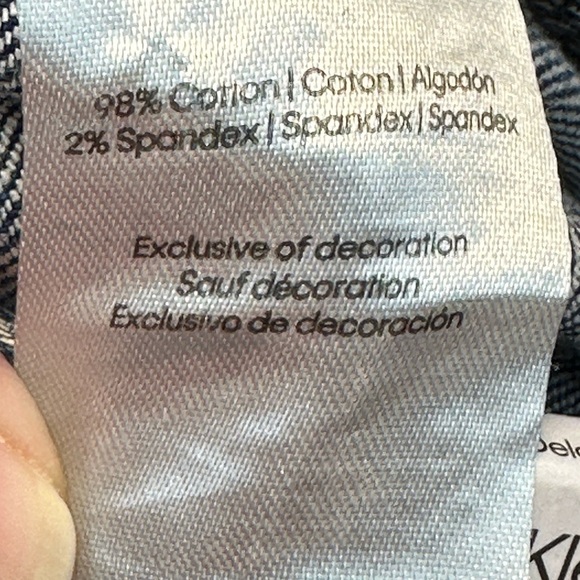 98% Cotton | Coton | Algodón
2% Spandex | Spandex | Spandex
Exclusive of decoration
Sauf décoration
Exclusivo de decoración